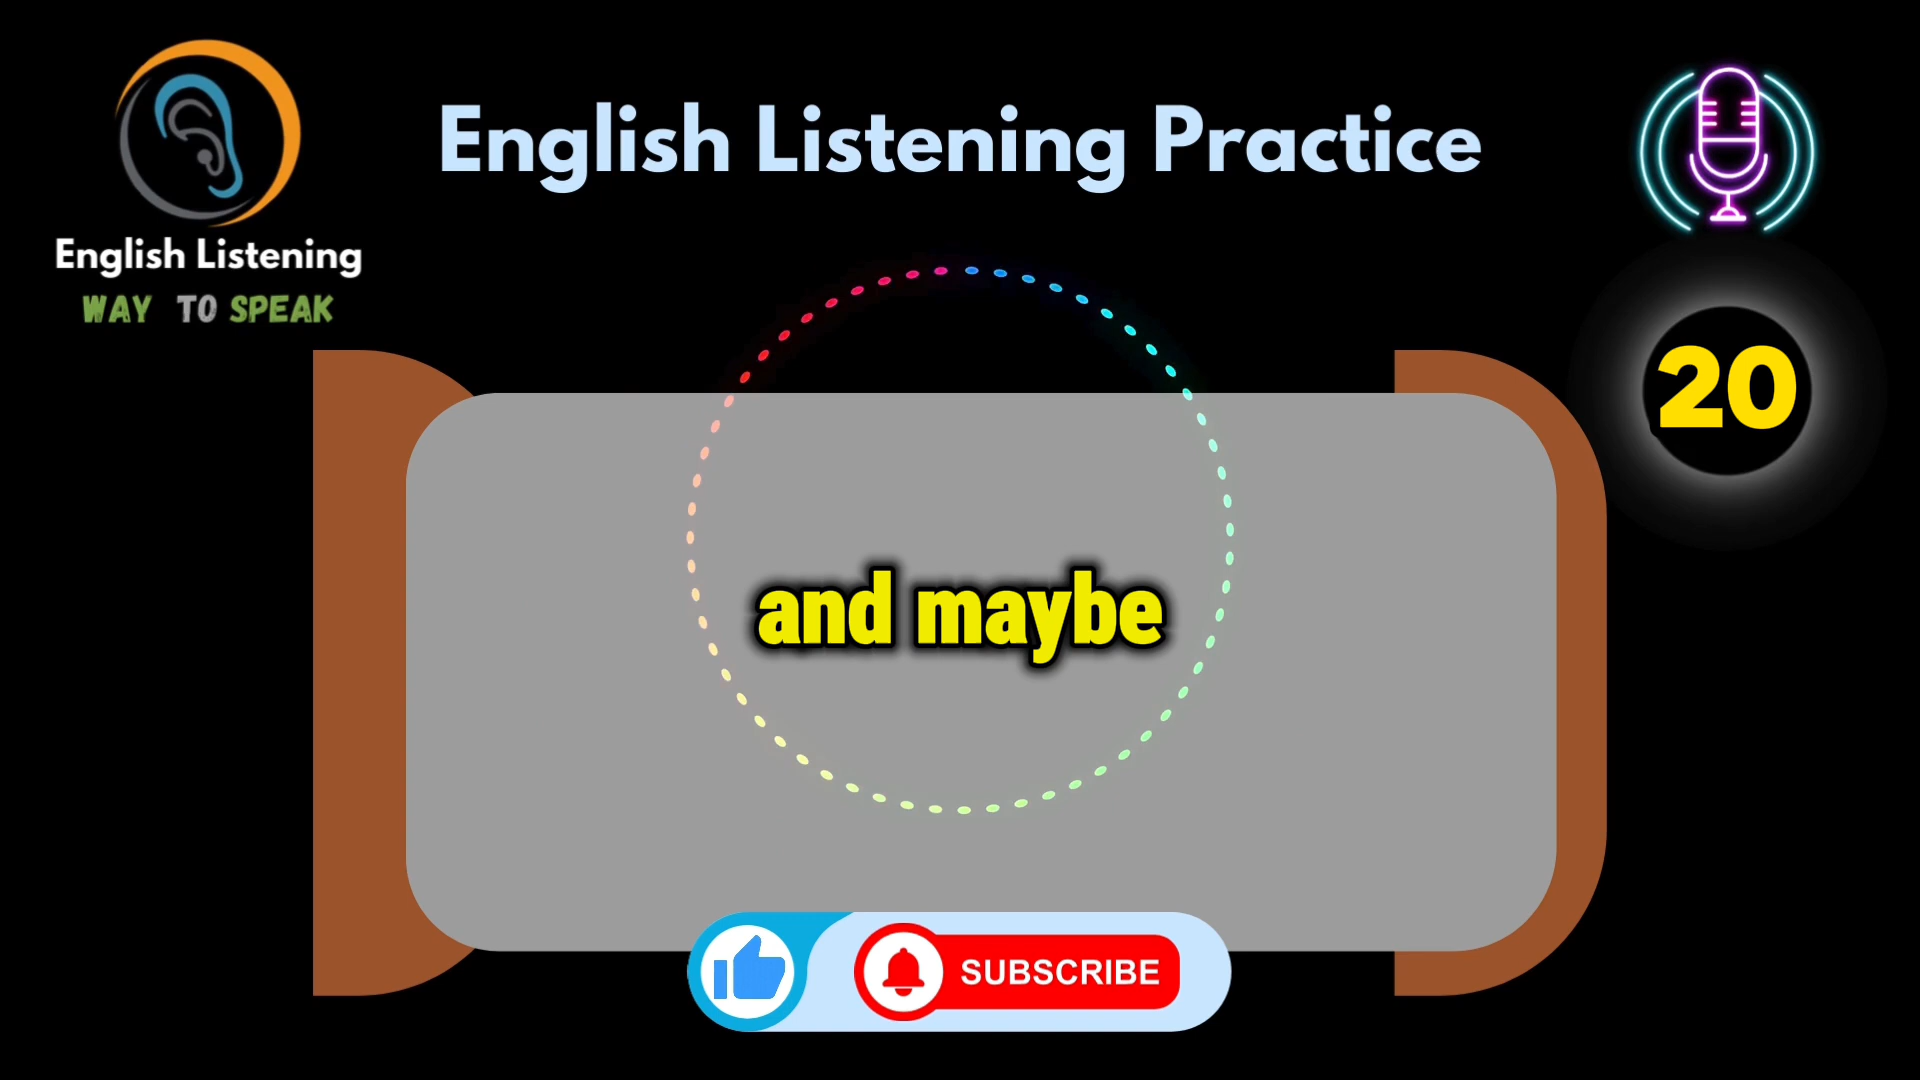 English Listening Practice
English Listening
WAY TO SPEAK
20
and maybe
SUBSCRIBE